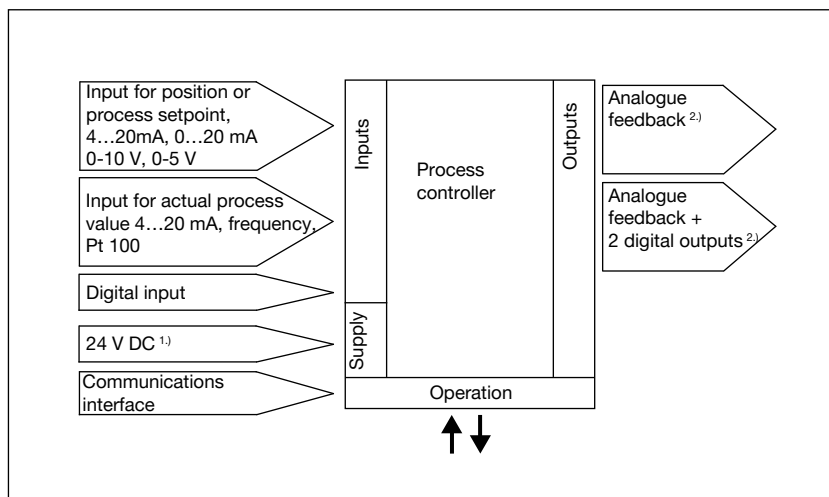 Input for position or
process setpoint,
4…20mA, 0…20 mA
0-10 V, 0-5 V
Input for actual process
value 4…20 mA, frequency,
Pt 100
Digital input
24 V DC 1.)
Communications
interface
Inputs
Supply
Process
controller
Operation
Outputs
Analogue
feedback 2.)
Analogue
feedback +
2 digital outputs 2.)